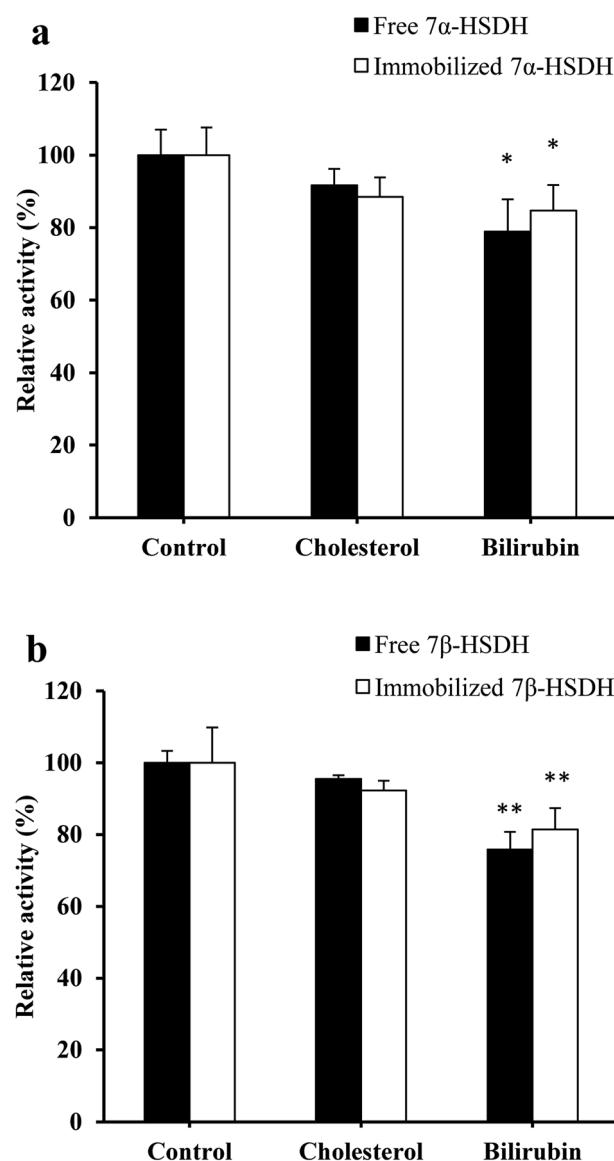 a
Free 7α-HSDH
Immobilized 7α-HSDH
Relative activity (%)
120
100
80
60
40
20
0
* *
Control Cholesterol Bilirubin
b
Free 7β-HSDH
Immobilized 7β-HSDH
Relative activity (%)
120
100
80
60
40
20
0
** **
Control Cholesterol Bilirubin